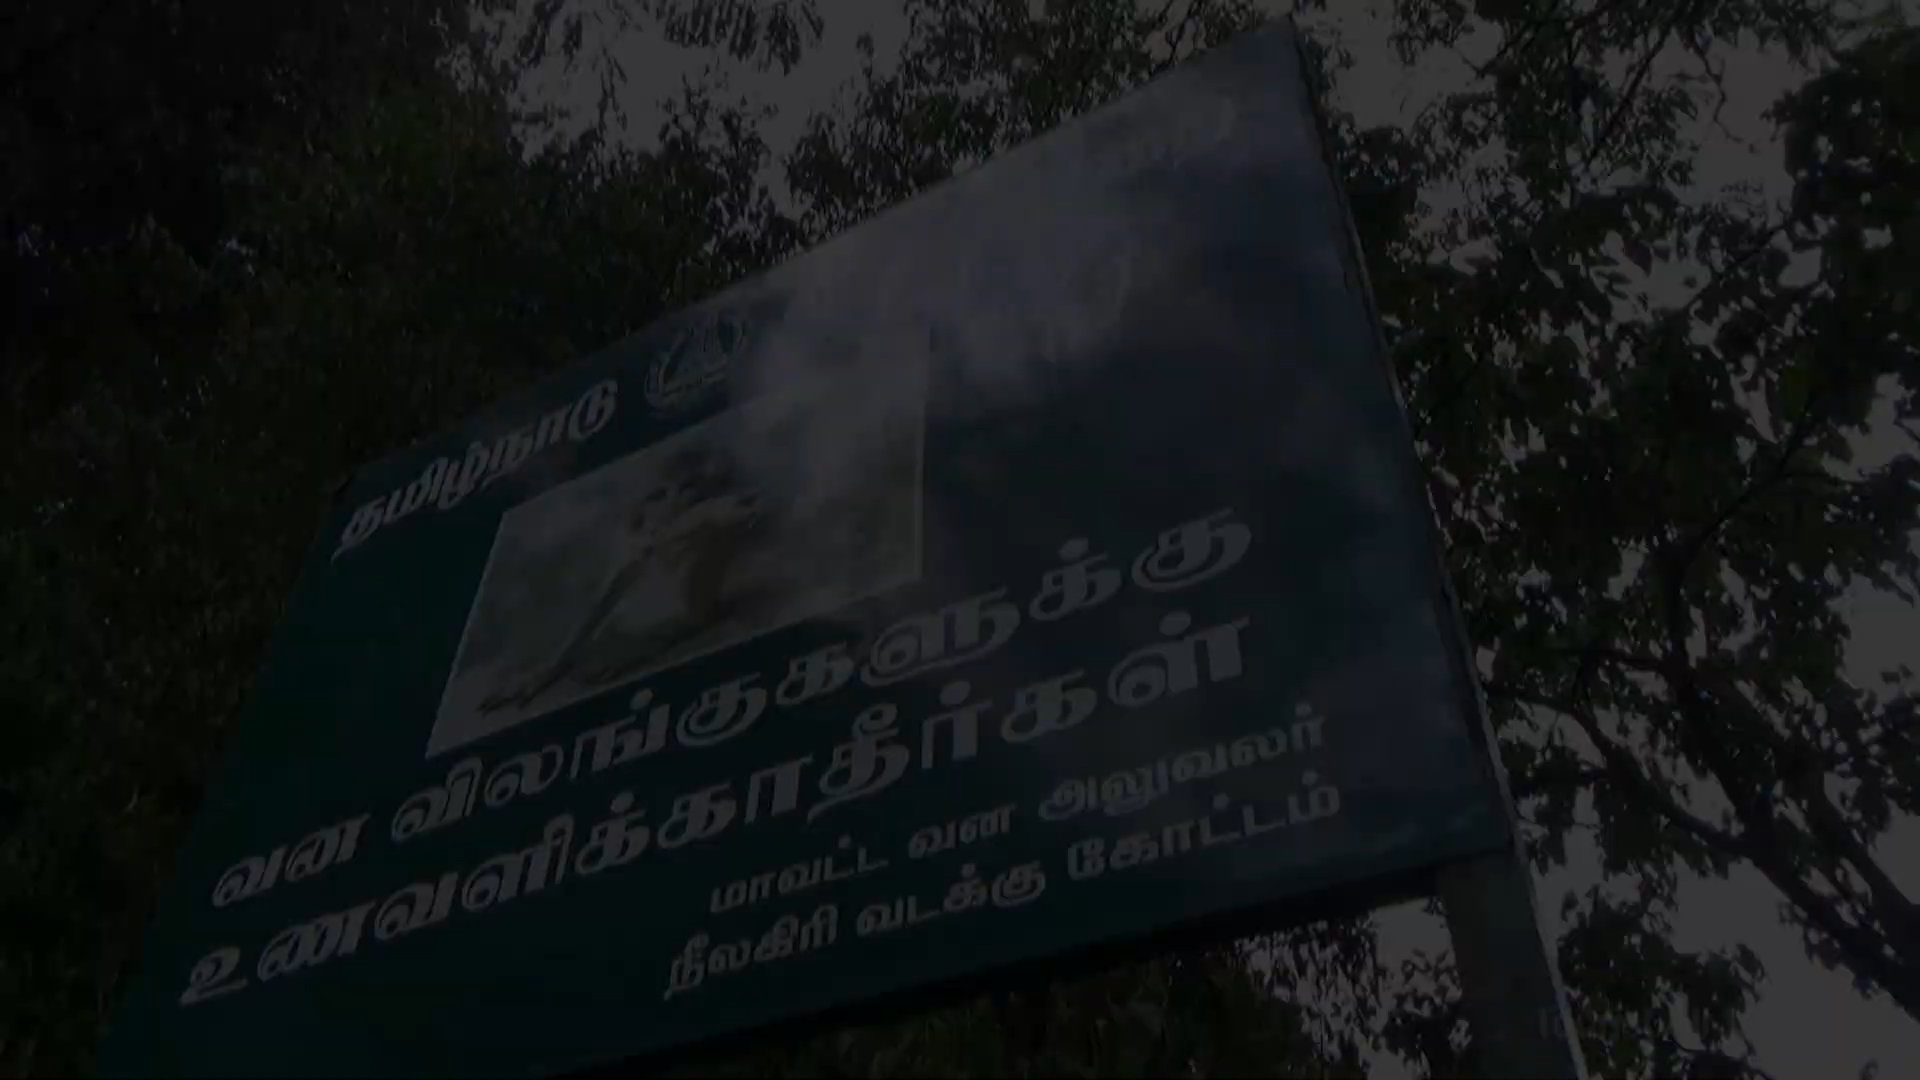 தமிழ்நாடு
வன விலங்குகளுக்கு
உணவளிக்காதீர்கள்
மாவட்ட வன அலுவலர்
நீலகிரி வடக்கு கோட்டம்